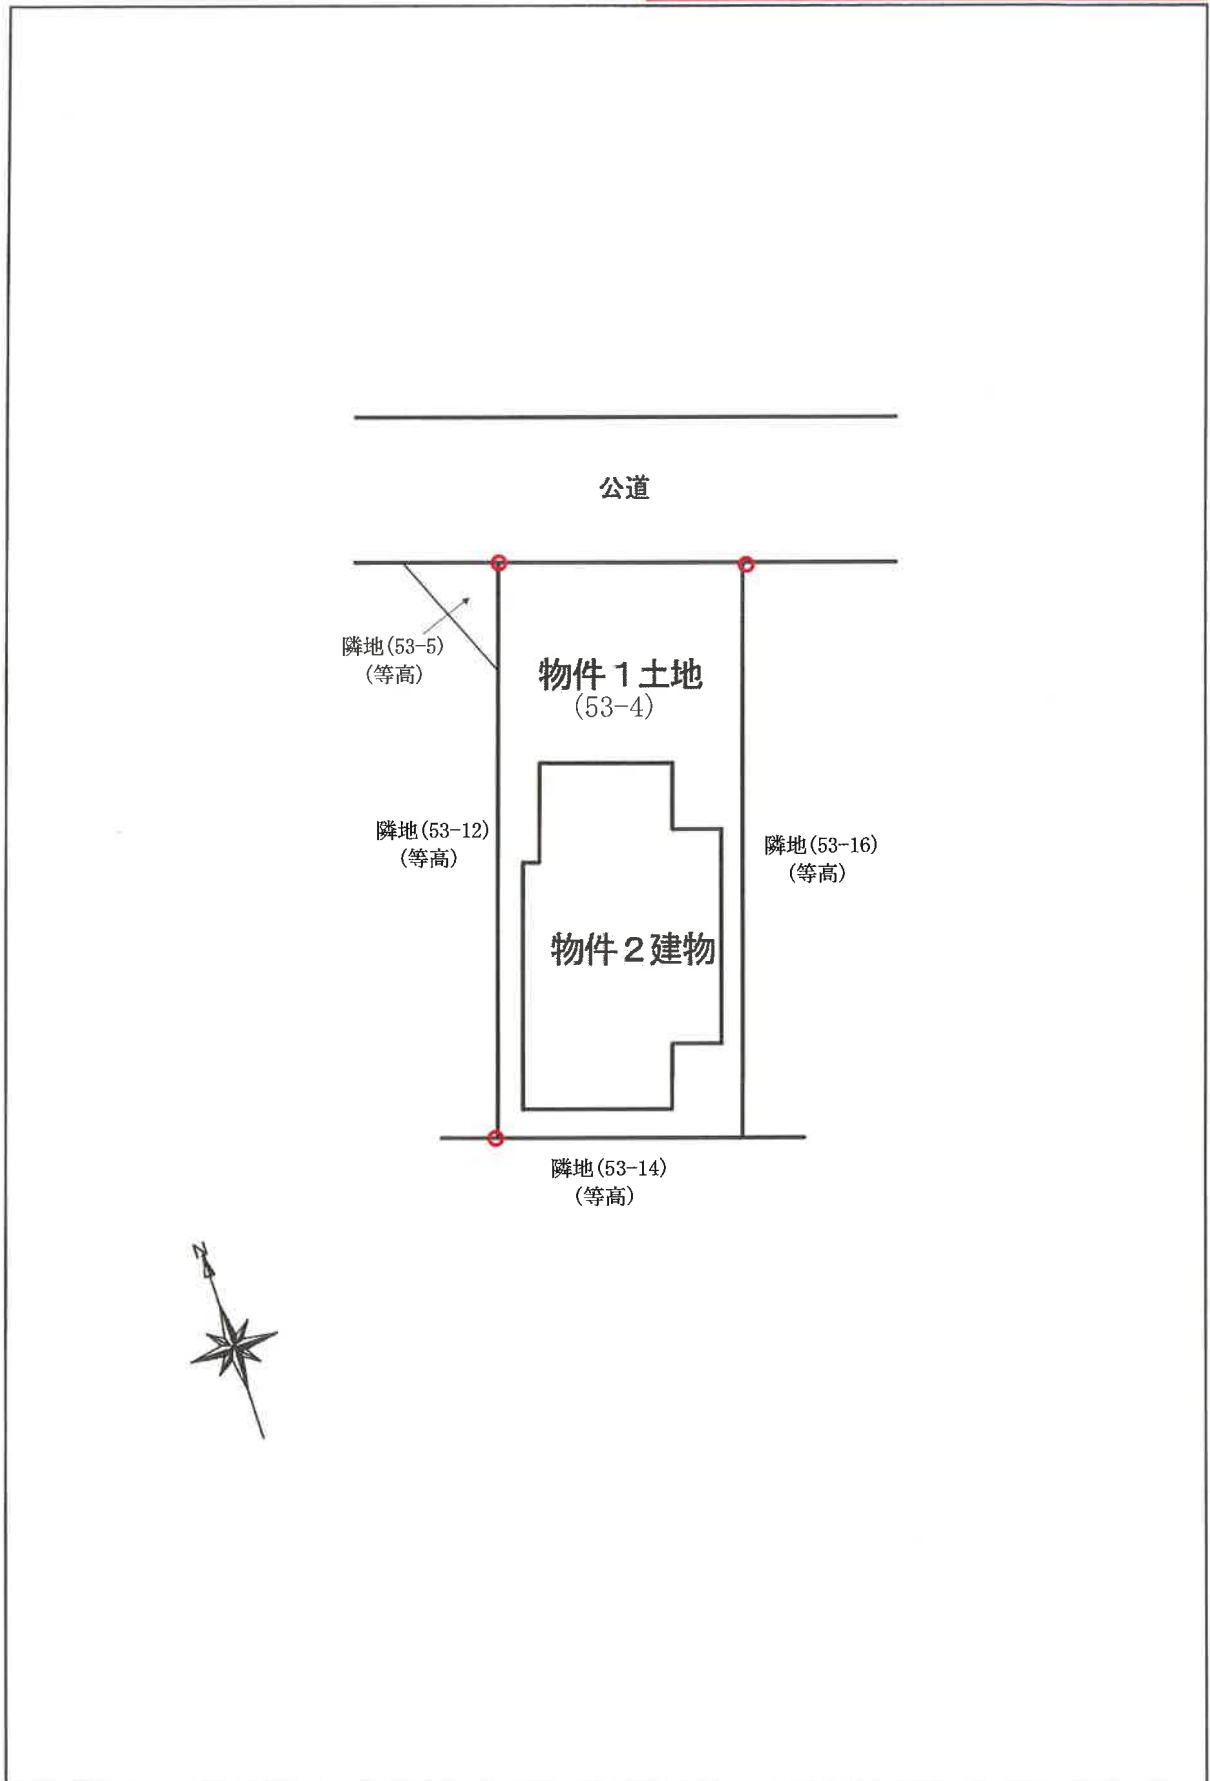 公道
隣地(53-5)
(等高)
物件１土地
(53-4)
隣地(53-12)
(等高)
隣地(53-16)
(等高)
物件２建物
隣地(53-14)
(等高)
N